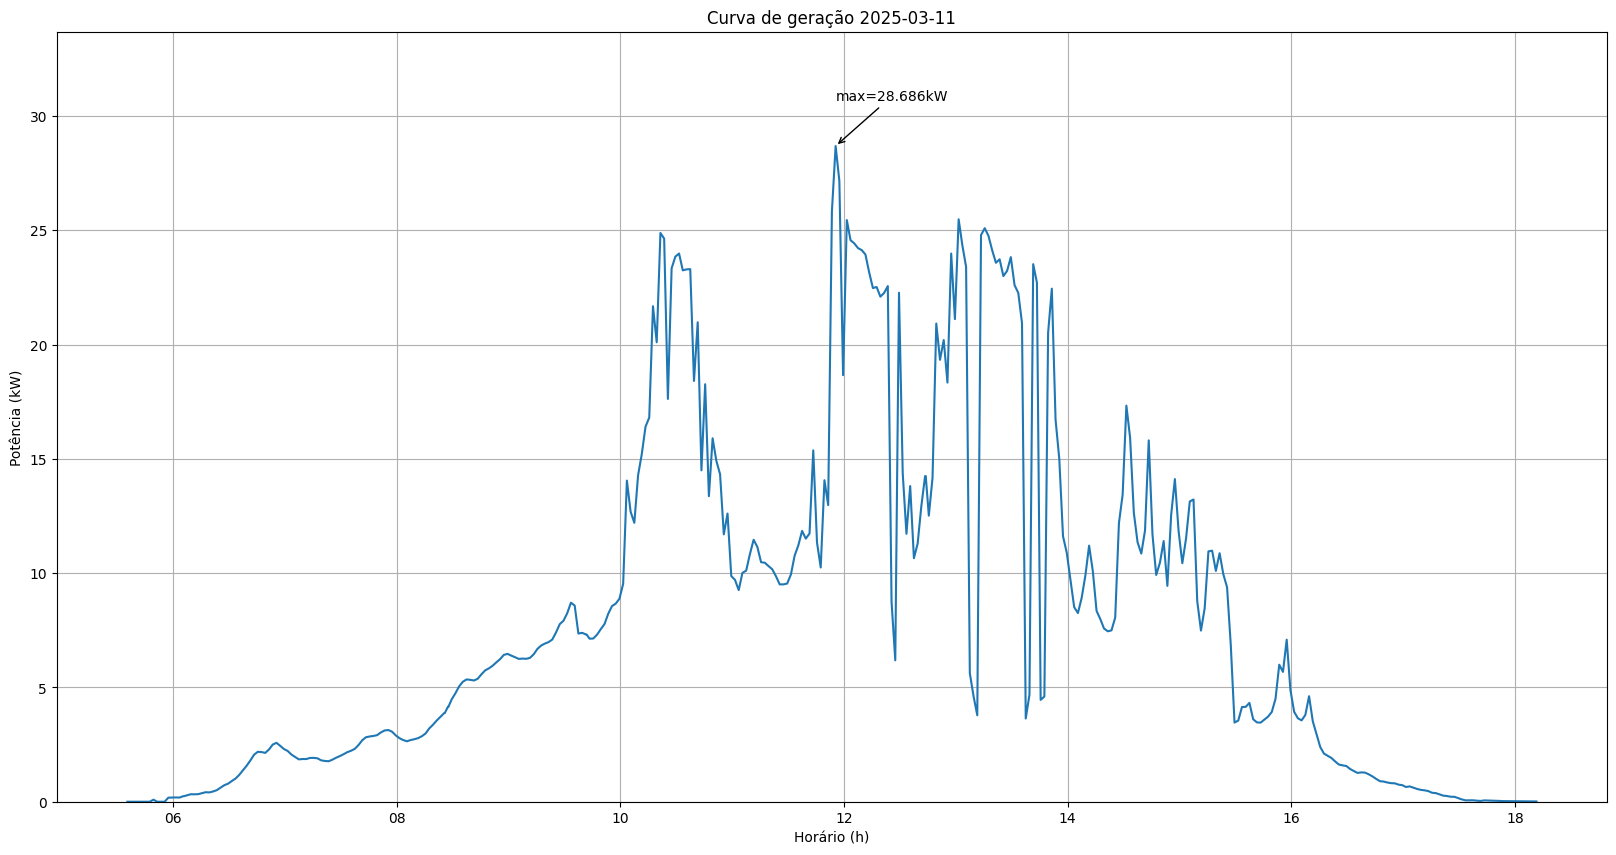 Curva de geração 2025-03-11
max=28.686kW
Potência (kW)
30
25
20
15
10
5
0
06 08 10 12 14 16 18
Horário (h)